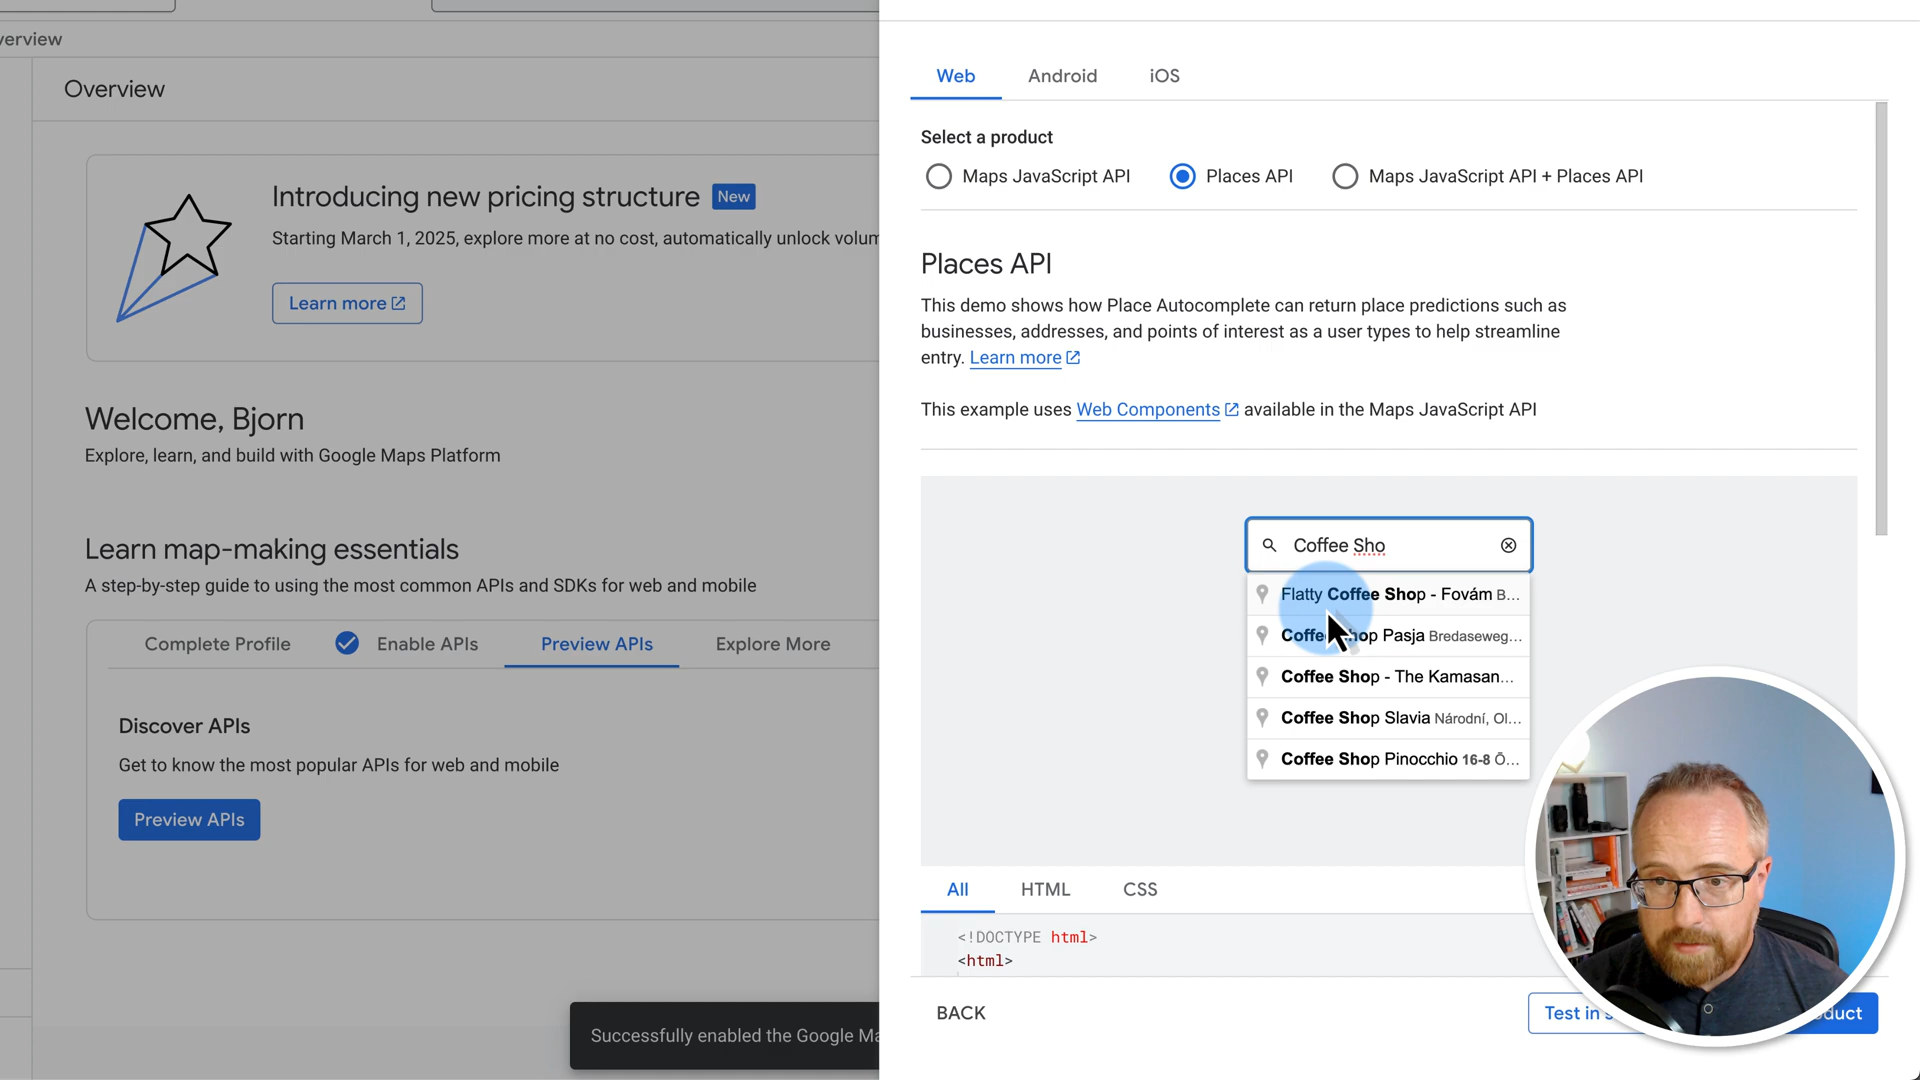 verview
Overview
Introducing new pricing structure New
Starting March 1, 2025, explore more at no cost, automatically unlock volum
Learn more
Welcome, Bjorn
Explore, learn, and build with Google Maps Platform
Learn map-making essentials
A step-by-step guide to using the most common APIs and SDKs for web and mobile
Complete Profile Enable APIs Preview APIs Explore More
Discover APIs
Get to know the most popular APIs for web and mobile
Preview APIs
Successfully enabled the Google Ma
Web Android iOS
Select a product
Maps JavaScript API Places API Maps JavaScript API + Places API
Places API
This demo shows how Place Autocomplete can return place predictions such as
businesses, addresses, and points of interest as a user types to help streamline
entry. Learn more
This example uses Web Components available in the Maps JavaScript API
Coffee Sho
Flatty Coffee Shop - Fovám B...
Coffee Shop Pasja Bredaseweg...
Coffee Shop - The Kamasan...
Coffee Shop Slavia Národní, Ol...
Coffee Shop Pinocchio 16-8 Ō...
All HTML CSS
<!DOCTYPE html>
<html>
BACK
Test in s
duct